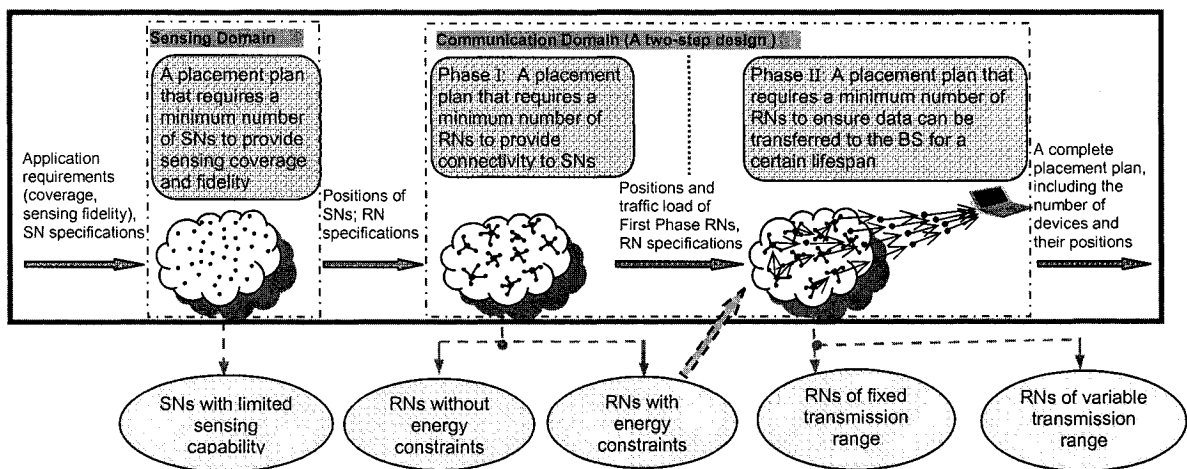 Sensing Domain
Communication Domain (A two-step design )
A placement plan
that requires a
minimum number
of SNs to provide
sensing coverage
and fidelity
Phase I: A placement
plan that requires a
minimum number of
RNs to provide
connectivity to SNs
Phase II: A placement plan that
requires a minimum number of
RNs to ensure data can be
transferred to the BS for a
certain lifespan
Application
requirements
(coverage,
sensing fidelity),
SN specifications
Positions of
SNs; RN
specifications
Positions and
traffic load of
First Phase RNs,
RN specifications
A complete
placement plan,
including the
number of
devices and
their positions
SNs with limited
sensing
capability
RNs without
energy
constraints
RNs with
energy
constraints
RNs of fixed
transmission
range
RNs of variable
transmission
range